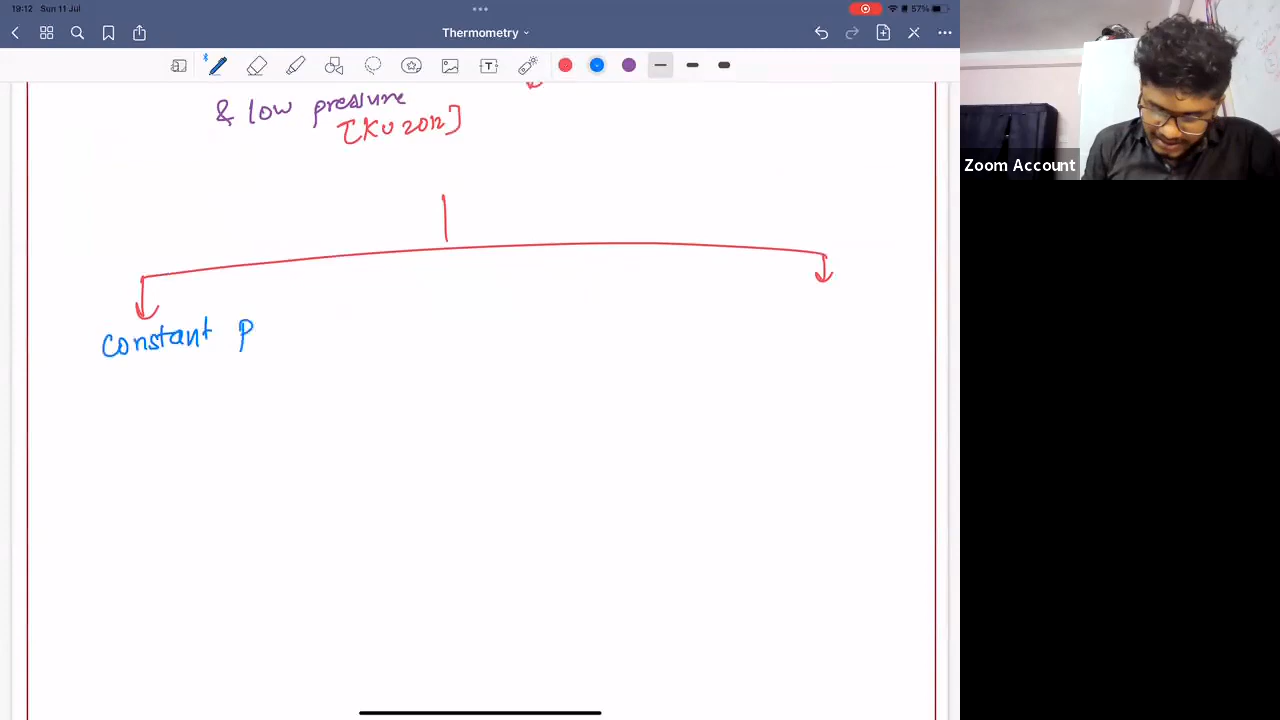 19:12 Sun 11 Jul
57%
Thermometry
& low pressure
[KU 2012]
constant P
Zoom Account